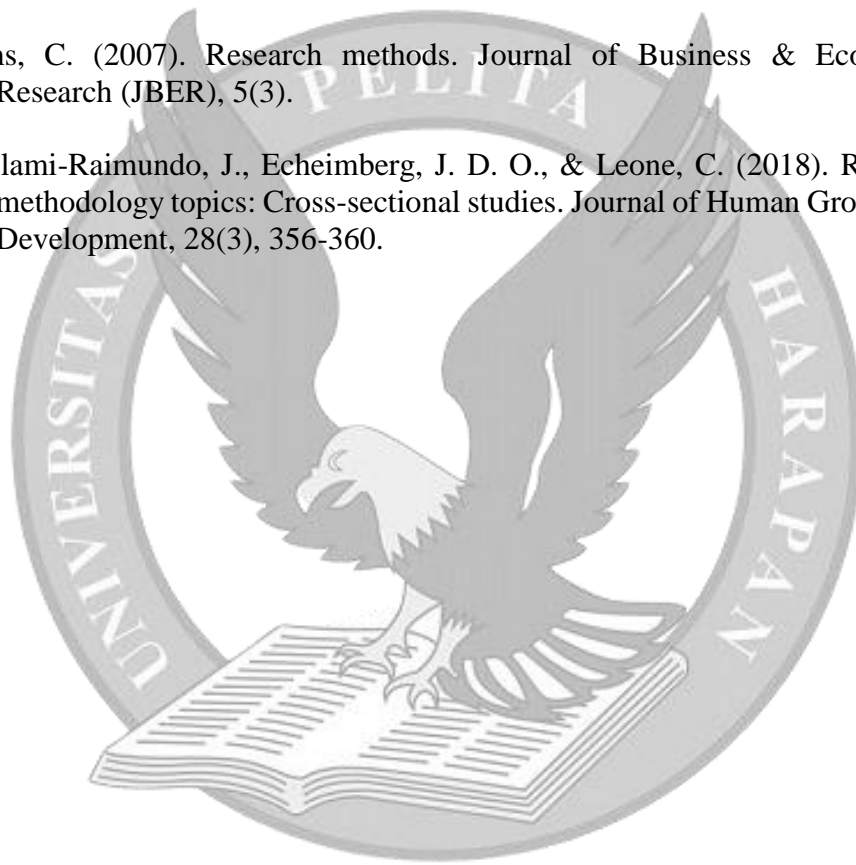 ns, C. (2007). Research methods. Journal of Business & Eco
Research (JBER), 5(3).
lami-Raimundo, J., Echeimberg, J. D. O., & Leone, C. (2018). R
methodology topics: Cross-sectional studies. Journal of Human Gro
Development, 28(3), 356-360.
UNIVERSITAS PELITA HARAPAN